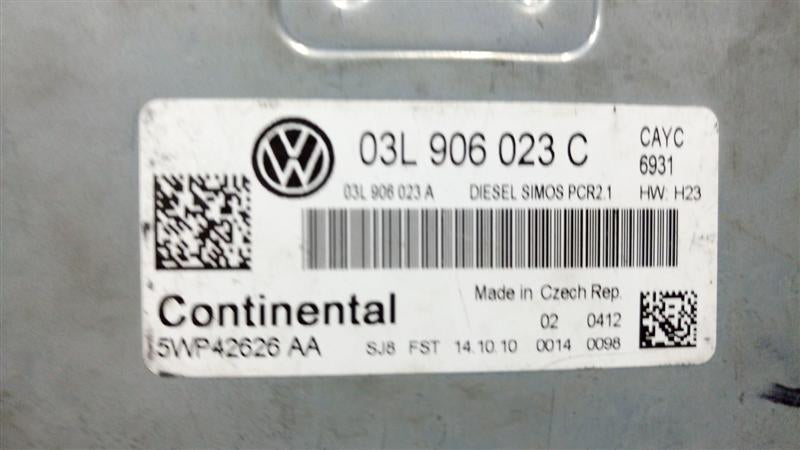 03L 906 023 C
CAYC
6931
03L 906 023 A DIESEL SIMOS PCR2.1 HW: H23
Continental
Made in Czech Rep.
02 0412
5WP42626 AA SJ8 FST 14.10.10 0014 0098